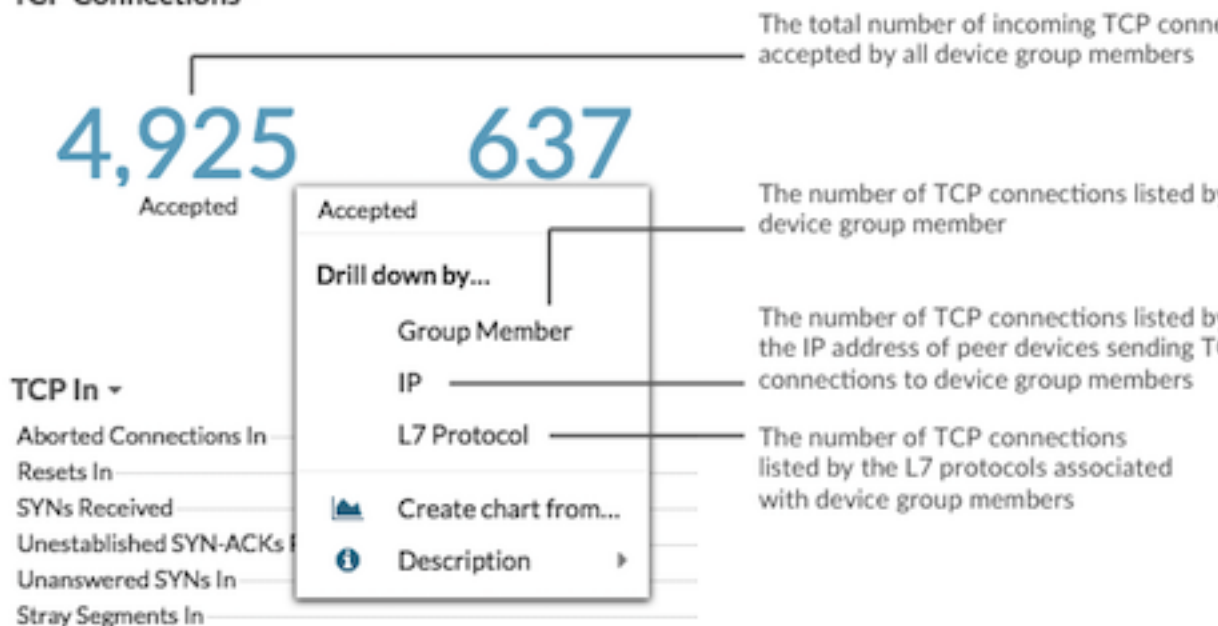 TCP Connections
The total number of incoming TCP
accepted by all device group members
4,925
637
Accepted
Accepted
The number of TCP connections listed
device group member
Drill down by...
Group Member
The number of TCP connections listed
the IP address of peer devices sending
connections to device group members
IP
TCP In
Aborted Connections In
L7 Protocol
The number of TCP connections
listed by the L7 protocols associated
with device group members
Resets In
SYNs Received
Create chart from...
Unestablished SYN-ACKs
Description
Unanswered SYNs In
Stray Segments In